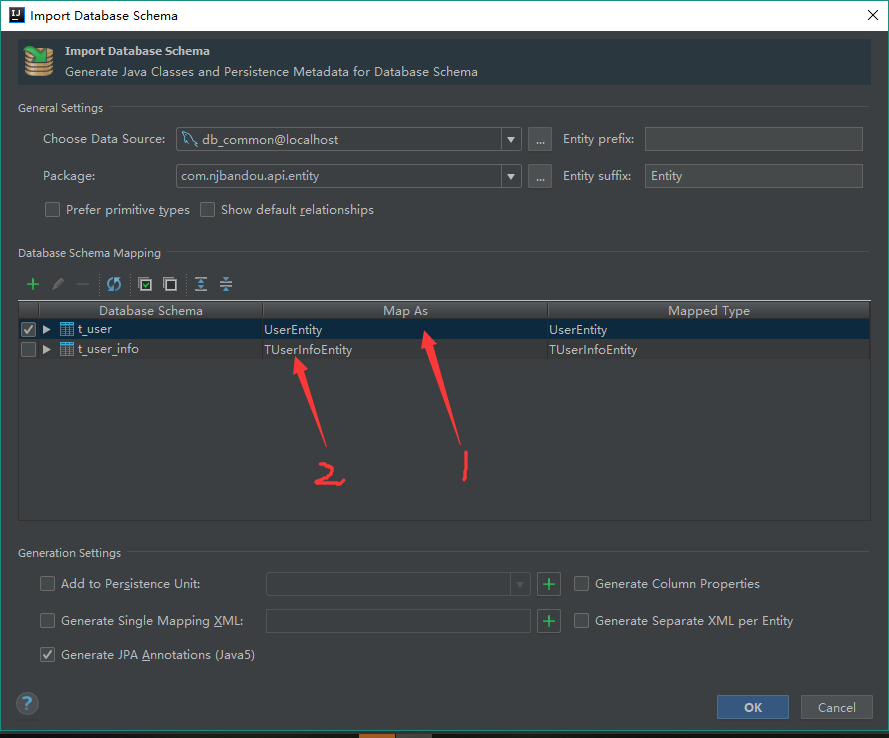 IJ Import Database Schema
Import Database Schema
Generate Java Classes and Persistence Metadata for Database Schema
General Settings
Choose Data Source: db_common@localhost ... Entity prefix:
Package: com.njbandou.api.entity ... Entity suffix: Entity
Prefer primitive types Show default relationships
Database Schema Mapping
Database Schema Map As Mapped Type
t_user UserEntity UserEntity
t_user_info TUserInfoEntity TUserInfoEntity
2 1
Generation Settings
Add to Persistence Unit: Generate Column Properties
Generate Single Mapping XML: Generate Separate XML per Entity
Generate JPA Annotations (Java5)
? OK Cancel